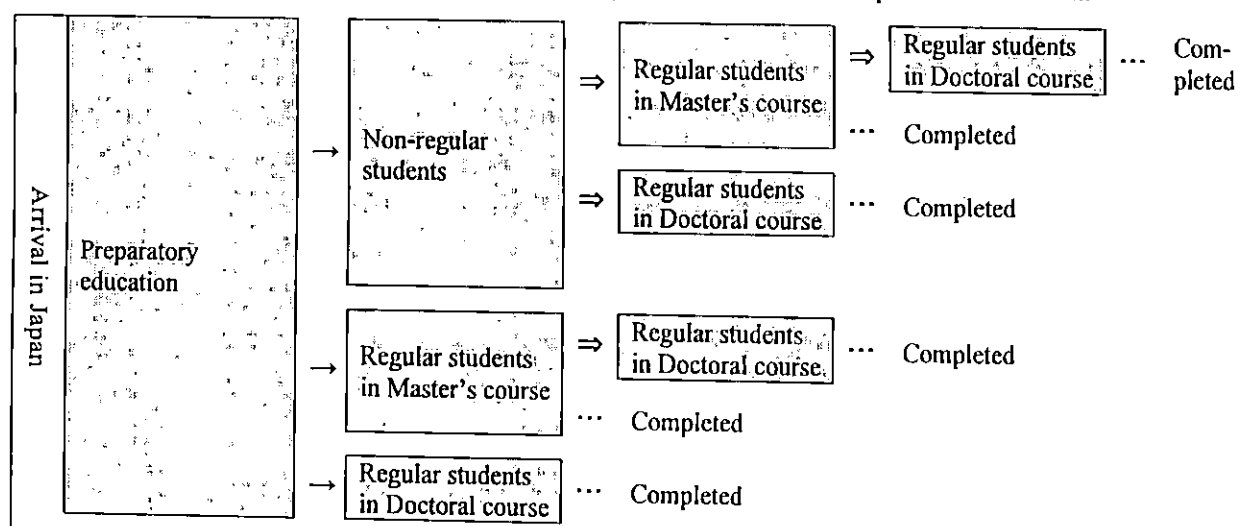 Arrival in Japan
Preparatory
education
→
Non-regular
students
⇒
Regular students
in Master's course
⇒
Regular students
in Doctoral course
...
Com-
pleted
...
Completed
⇒
Regular students
in Doctoral course
...
Completed
→
Regular students
in Master's course
⇒
Regular students
in Doctoral course
...
Completed
...
Completed
→
Regular students
in Doctoral course
...
Completed